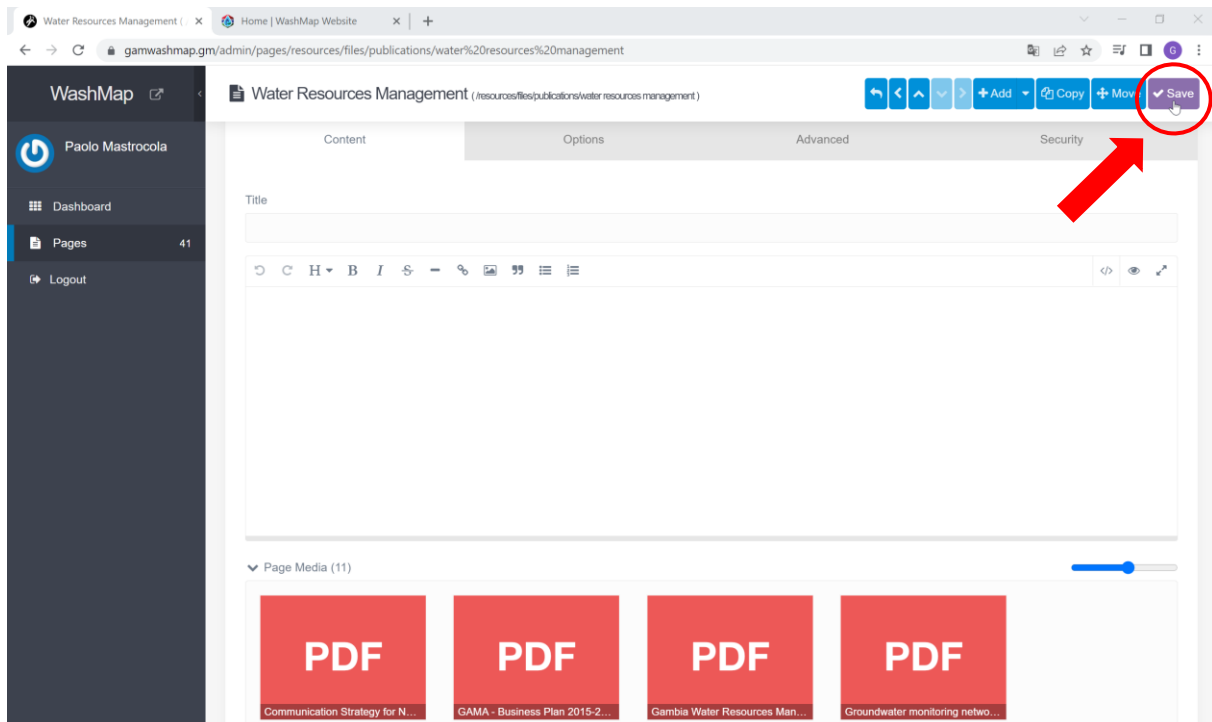 Water Resources Management (
Home | WashMap Website
gamwashmap.gm/admin/pages/resources/files/publications/water%20resources%20management
G
WashMap
Water Resources Management ( /resources/files/publications/water resources management )
Add
Copy
Move
Save
Paolo Mastrocola
Content
Options
Advanced
Security
Dashboard
Title
Pages 41
H B I S
Logout
Page Media (11)
PDF
PDF
PDF
PDF
Communication Strategy for N...
GAMA - Business Plan 2015-2...
Gambia Water Resources Man...
Groundwater monitoring netwo...